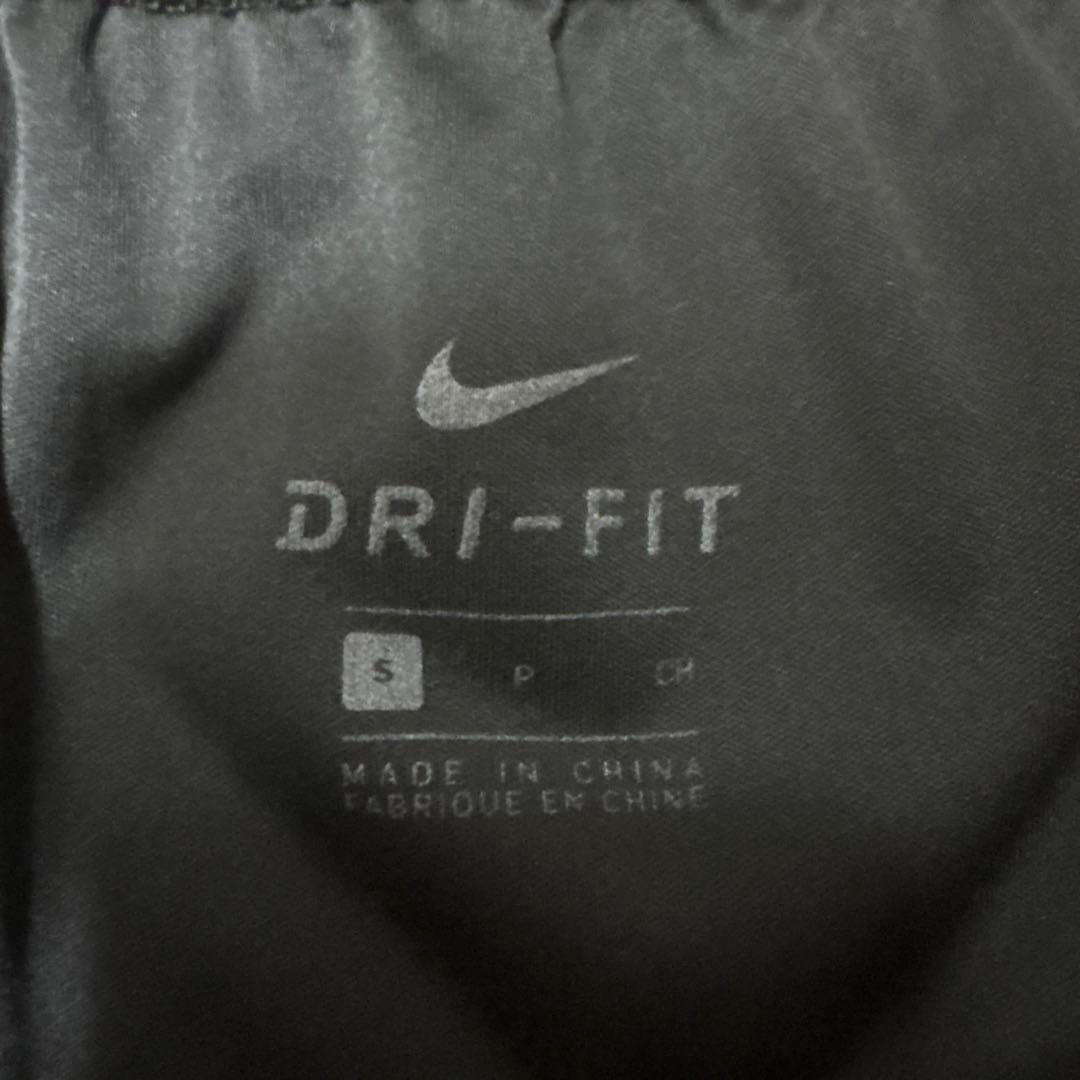 DRI-FIT
S P CH
MADE IN CHINA
FABRIQUE EN CHINE